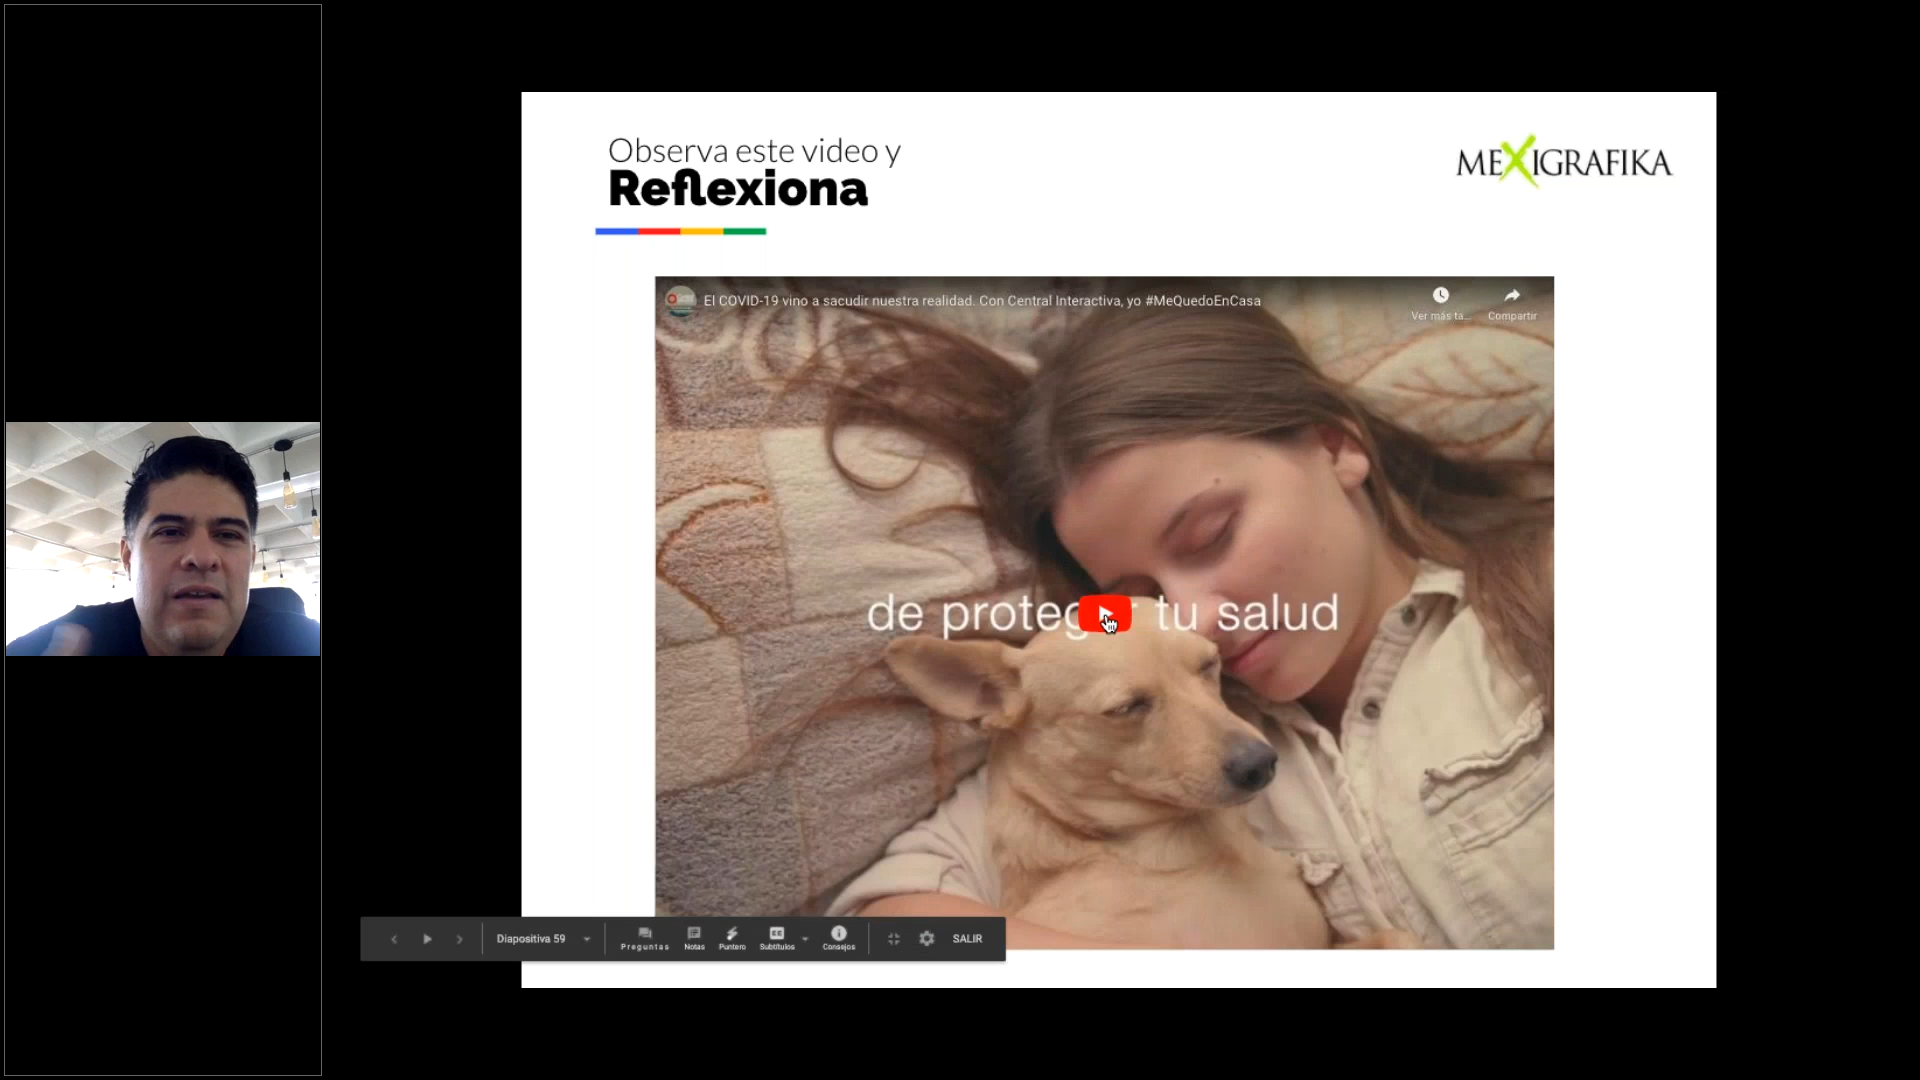 Observa este video y
Reflexiona
MEXIGRAFIKA
El COVID-19 vino a sacudir nuestra realidad. Con Central Interactiva, yo #MeQuedoEnCasa
Ver más ta...
Compartir
de proteger tu salud
Diapositiva 59
Preguntas
Notas
Puntero
Subtítulos
Consejos
SALIR